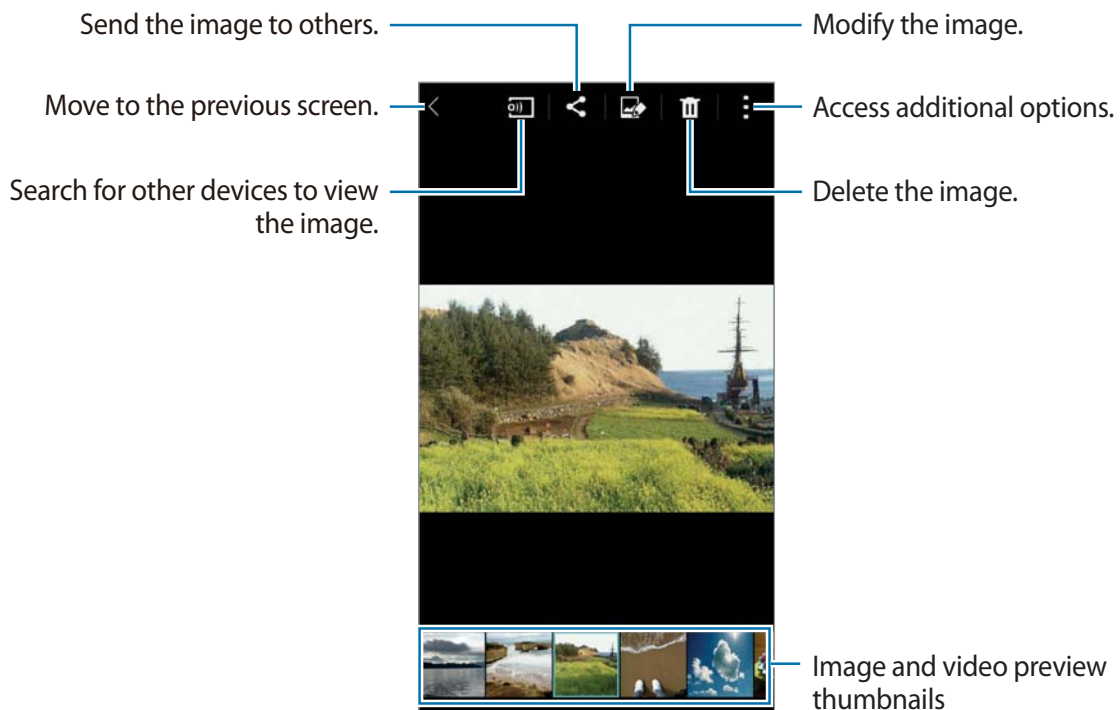 Send the image to others.
Modify the image.
Move to the previous screen.
Access additional options.
Search for other devices to view
the image.
Delete the image.
Image and video preview
thumbnails